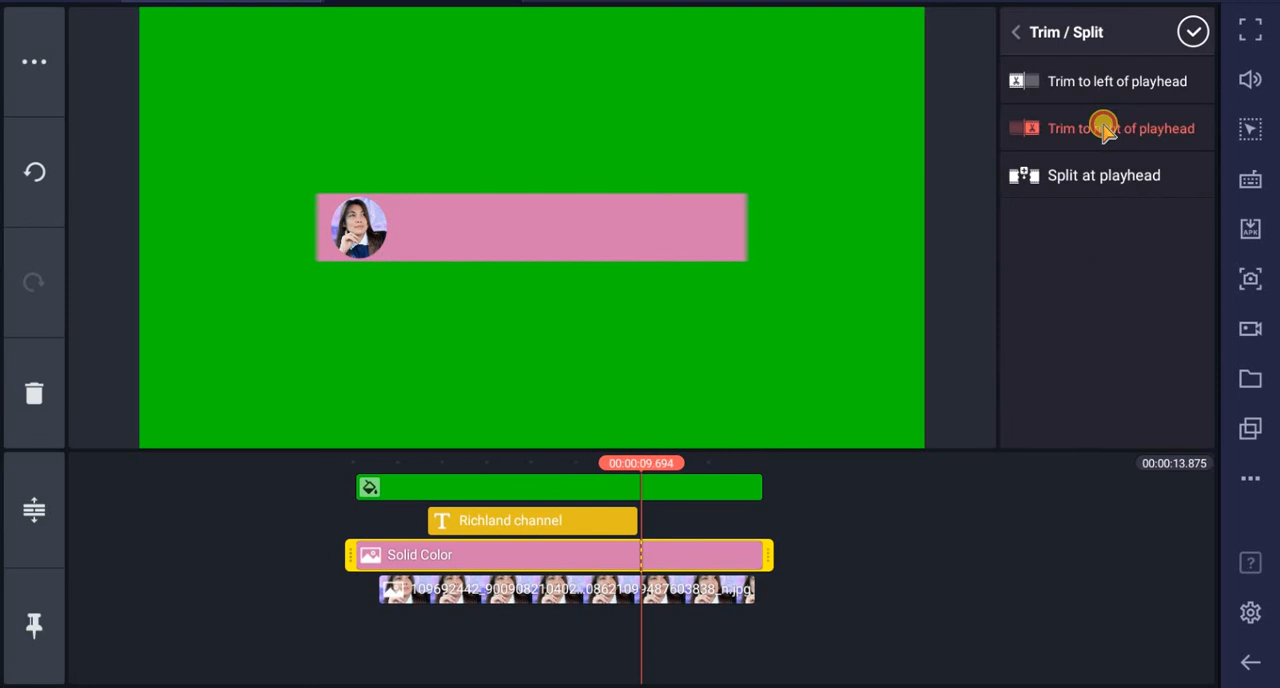 Trim / Split
Trim to left of playhead
Trim to of playhead
Split at playhead
APK
00:00:09.694
00:00:13.875
T Richland channel
Solid Color
?